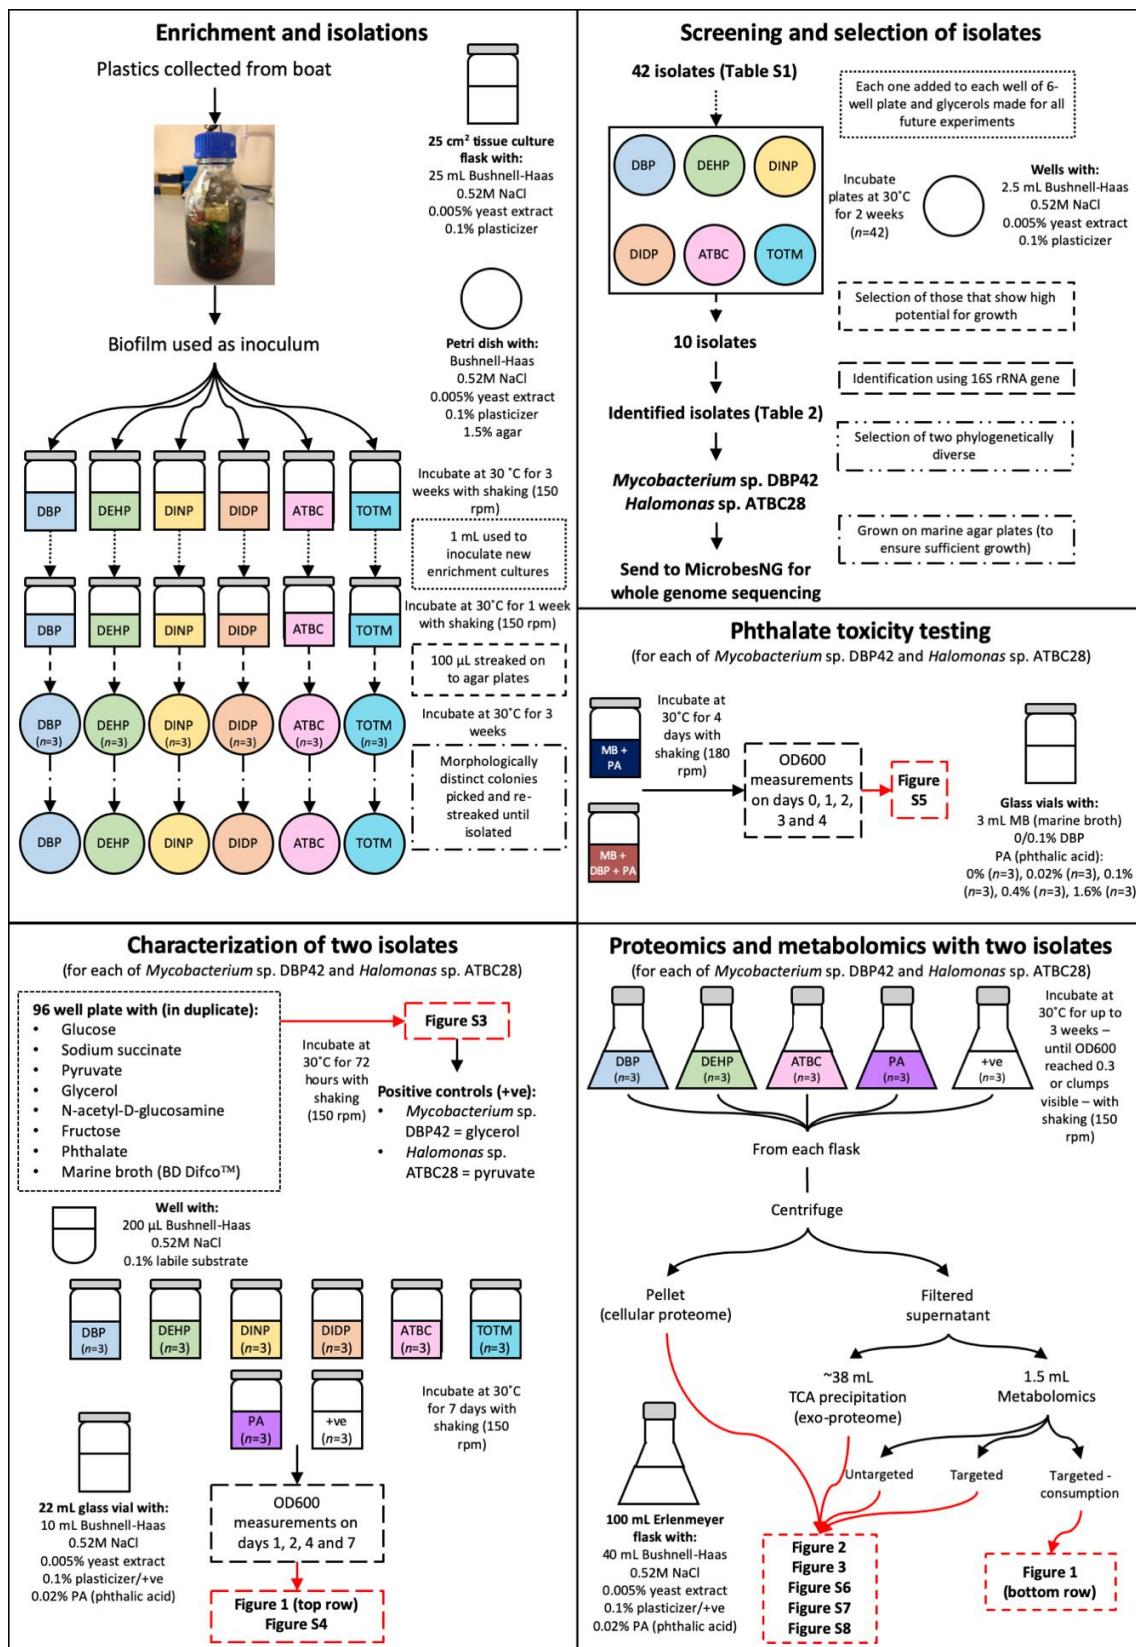 Enrichment and isolations
Plastics collected from boat
25 cm² tissue culture
flask with:
25 mL Bushnell-Haas
0.52M NaCl
0.005% yeast extract
0.1% plasticizer
Biofilm used as inoculum
Petri dish with:
Bushnell-Haas
0.52M NaCl
0.005% yeast extract
0.1% plasticizer
1.5% agar
DBP DEHP DINP DIDP ATBC TOTM
Incubate at 30 ˚C for 3
weeks with shaking (150
rpm)
1 mL used to
inoculate new
enrichment cultures
DBP DEHP DINP DIDP ATBC TOTM
Incubate at 30˚C for 1 week
with shaking (150 rpm)
100 µL streaked on
to agar plates
DBP DEHP DINP DIDP ATBC TOTM
(n=3) (n=3) (n=3) (n=3) (n=3) (n=3)
Incubate at 30˚C for 3
weeks
Morphologically
distinct colonies
picked and re-
streaked until
isolated
DBP DEHP DINP DIDP ATBC TOTM
Screening and selection of isolates
42 isolates (Table S1)
Each one added to each well of 6-
well plate and glycerols made for all
future experiments
DBP DEHP DINP
DIDP ATBC TOTM
Incubate
plates at 30˚C
for 2 weeks
(n=42)
Wells with:
2.5 mL Bushnell-Haas
0.52M NaCl
0.005% yeast extract
0.1% plasticizer
Selection of those that show high
potential for growth
10 isolates
Identification using 16S rRNA gene
Identified isolates (Table 2)
Selection of two phylogenetically
diverse
Mycobacterium sp. DBP42
Halomonas sp. ATBC28
Grown on marine agar plates (to
ensure sufficient growth)
Send to MicrobesNG for
whole genome sequencing
Phthalate toxicity testing
(for each of Mycobacterium sp. DBP42 and Halomonas sp. ATBC28)
MB +
PA
MB +
DBP + PA
Incubate at
30˚C for 4
days with
shaking (180
rpm)
OD600
measurements
on days 0, 1, 2,
3 and 4
Figure
S5
Glass vials with:
3 mL MB (marine broth)
0/0.1% DBP
PA (phthalic acid):
0% (n=3), 0.02% (n=3), 0.1%
(n=3), 0.4% (n=3), 1.6% (n=3)
Characterization of two isolates
(for each of Mycobacterium sp. DBP42 and Halomonas sp. ATBC28)
96 well plate with (in duplicate):
• Glucose
• Sodium succinate
• Pyruvate
• Glycerol
• N-acetyl-D-glucosamine
• Fructose
• Phthalate
• Marine broth (BD Difco™)
Incubate at
30˚C for 72
hours with
shaking
(150 rpm)
Figure S3
Positive controls (+ve):
• Mycobacterium sp.
DBP42 = glycerol
• Halomonas sp.
ATBC28 = pyruvate
Well with:
200 µL Bushnell-Haas
0.52M NaCl
0.1% labile substrate
DBP DEHP DINP DIDP ATBC TOTM
(n=3) (n=3) (n=3) (n=3) (n=3) (n=3)
PA +ve
(n=3) (n=3)
Incubate at 30˚C
for 7 days with
shaking (150
rpm)
22 mL glass vial with:
10 mL Bushnell-Haas
0.52M NaCl
0.005% yeast extract
0.1% plasticizer/+ve
0.02% PA (phthalic acid)
OD600
measurements on
days 1, 2, 4 and 7
Figure 1 (top row)
Figure S4
Proteomics and metabolomics with two isolates
(for each of Mycobacterium sp. DBP42 and Halomonas sp. ATBC28)
DBP DEHP ATBC PA +ve
(n=3) (n=3) (n=3) (n=3) (n=3)
Incubate at
30˚C for up to
3 weeks –
until OD600
reached 0.3
or clumps
visible – with
shaking (150
rpm)
From each flask
Centrifuge
Pellet
(cellular proteome)
Filtered
supernatant
~38 mL
TCA precipitation
(exo-proteome)
1.5 mL
Metabolomics
Untargeted
Targeted
Targeted -
consumption
100 mL Erlenmeyer
flask with:
40 mL Bushnell-Haas
0.52M NaCl
0.005% yeast extract
0.1% plasticizer/+ve
0.02% PA (phthalic acid)
Figure 2
Figure 3
Figure S6
Figure S7
Figure S8
Figure 1
(bottom row)